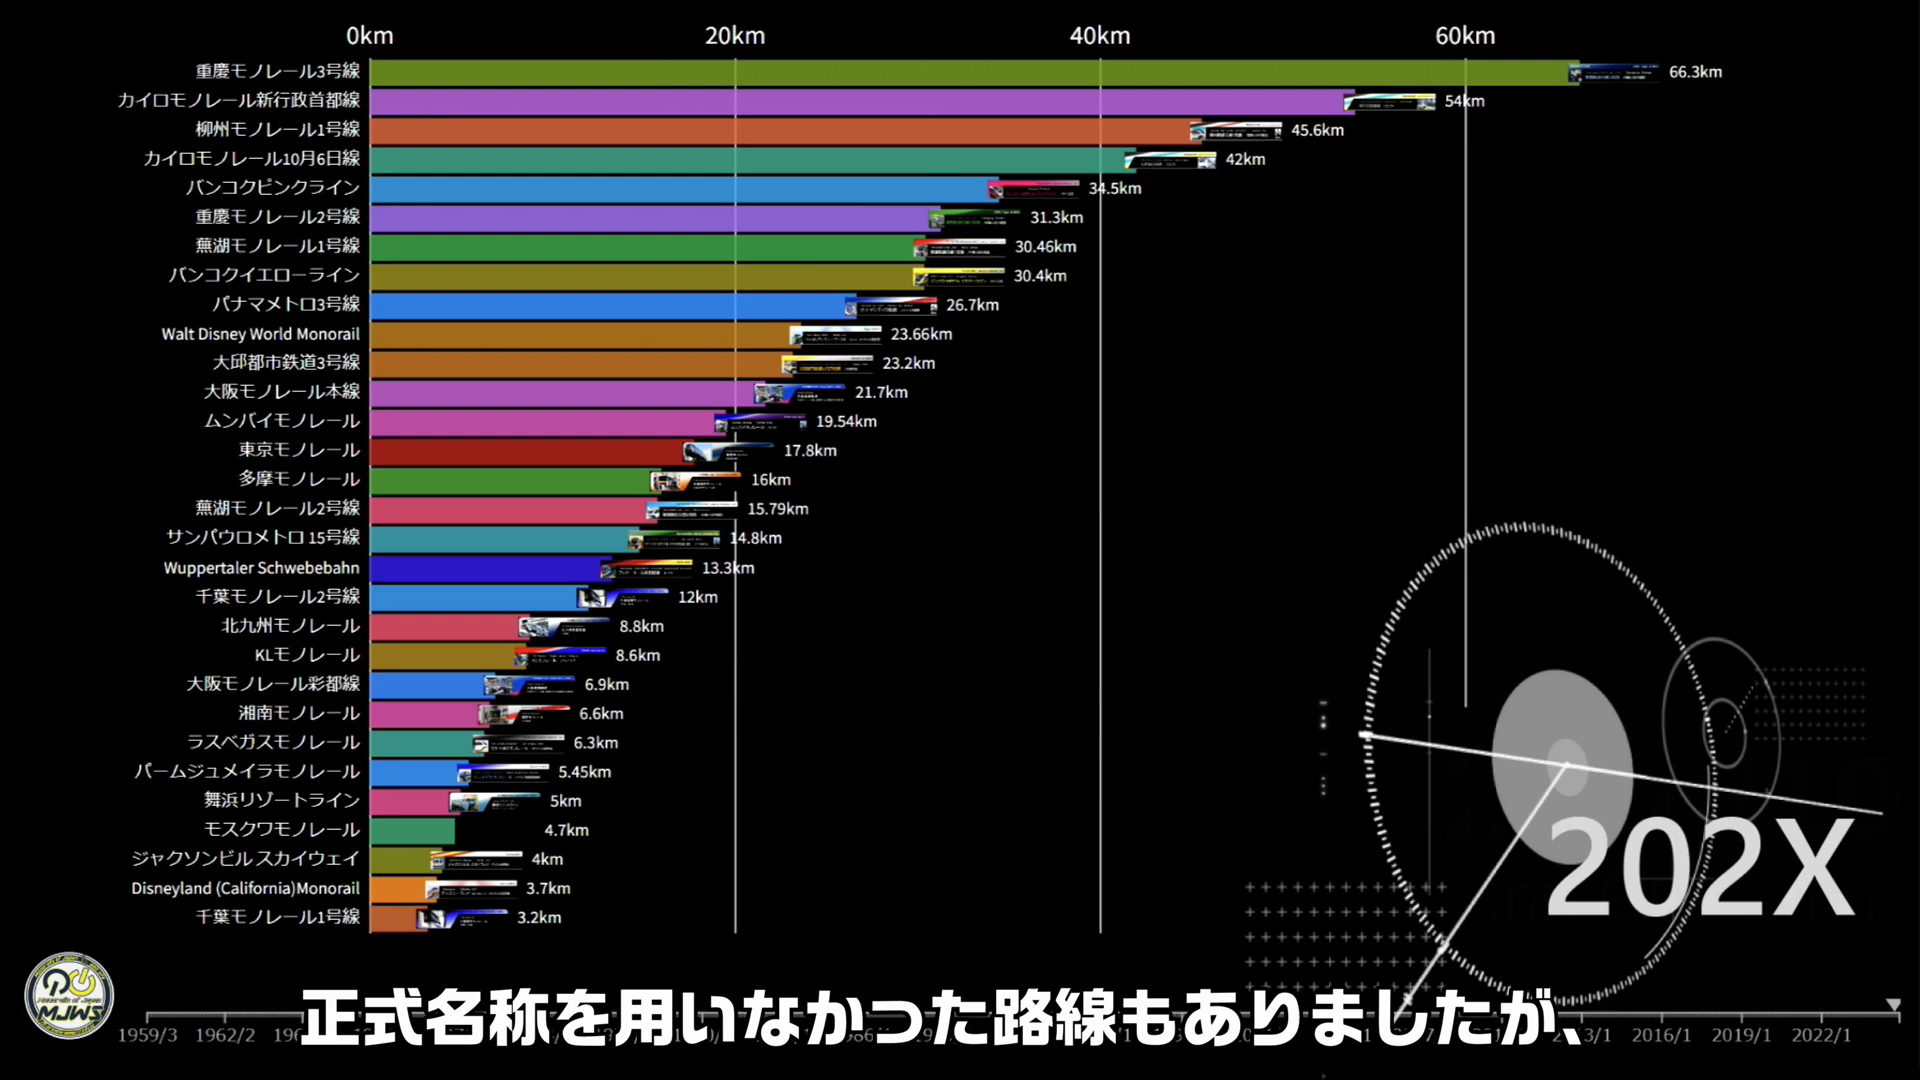 0km 20km 40km 60km
重慶モノレール3号線 66.3km
カイロモノレール新行政首都線 54km
柳州モノレール1号線 45.6km
カイロモノレール10月6日線 42km
バンコクピンクライン 34.5km
重慶モノレール2号線 31.3km
蕪湖モノレール1号線 30.46km
バンコクイエローライン 30.4km
パナマメトロ3号線 26.7km
Walt Disney World Monorail 23.66km
大邱都市鉄道3号線 23.2km
大阪モノレール本線 21.7km
ムンバイモノレール 19.54km
東京モノレール 17.8km
多摩モノレール 16km
蕪湖モノレール2号線 15.79km
サンパウロメトロ 15号線 14.8km
Wuppertaler Schwebebahn 13.3km
千葉モノレール2号線 12km
北九州モノレール 8.8km
KLモノレール 8.6km
大阪モノレール彩都線 6.9km
湘南モノレール 6.6km
ラスベガスモノレール 6.3km
パームジュメイラモノレール 5.45km
舞浜リゾートライン 5km
モスクワモノレール 4.7km
ジャクソンビル スカイウェイ 4km
Disneyland (California)Monorail 3.7km
千葉モノレール1号線 3.2km
202X
MJWS
正式名称を用いなかった路線もありましたが、
1959/3 1962/2 2016/1 2019/1 2022/1